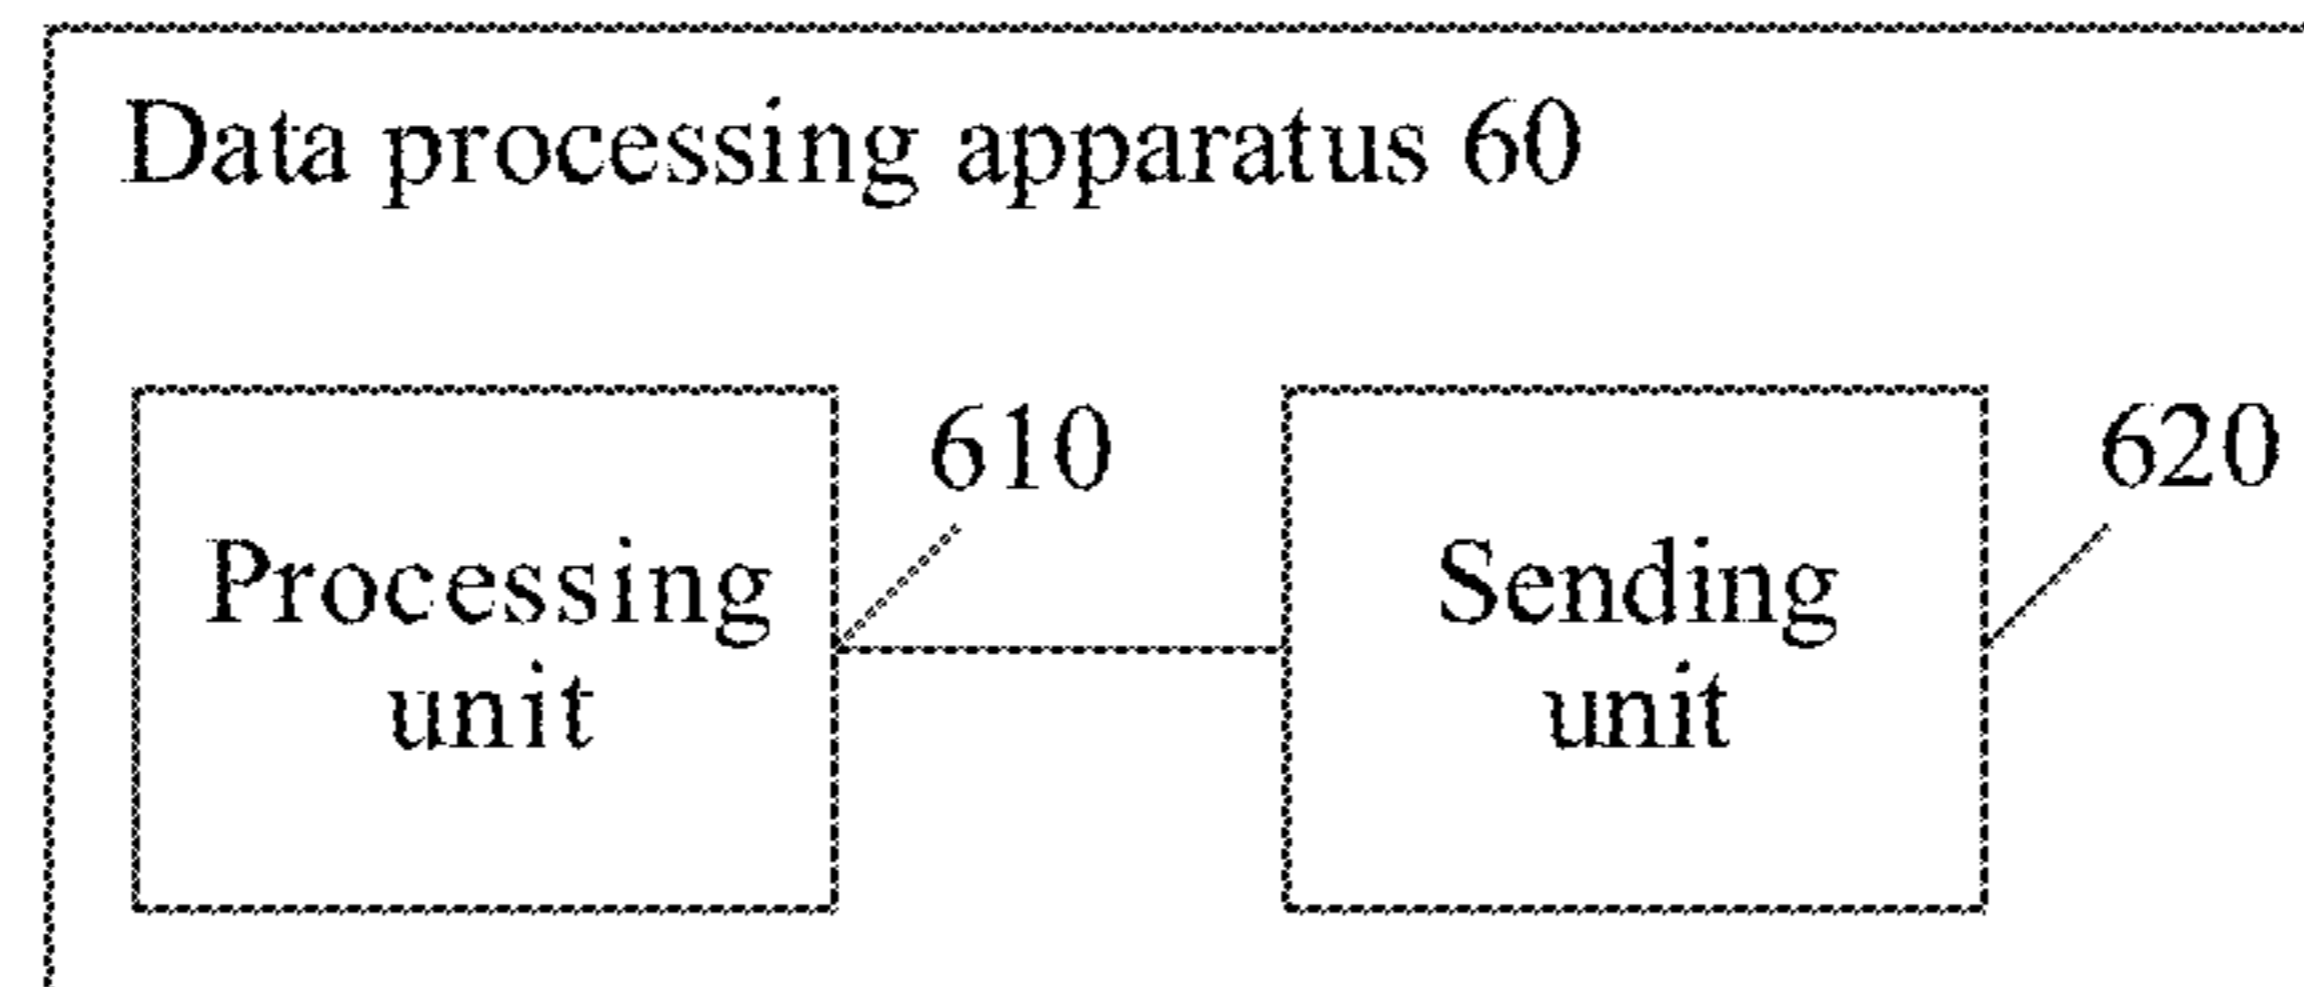 Data processing apparatus 60
610
620
Processing
unit
Sending
unit